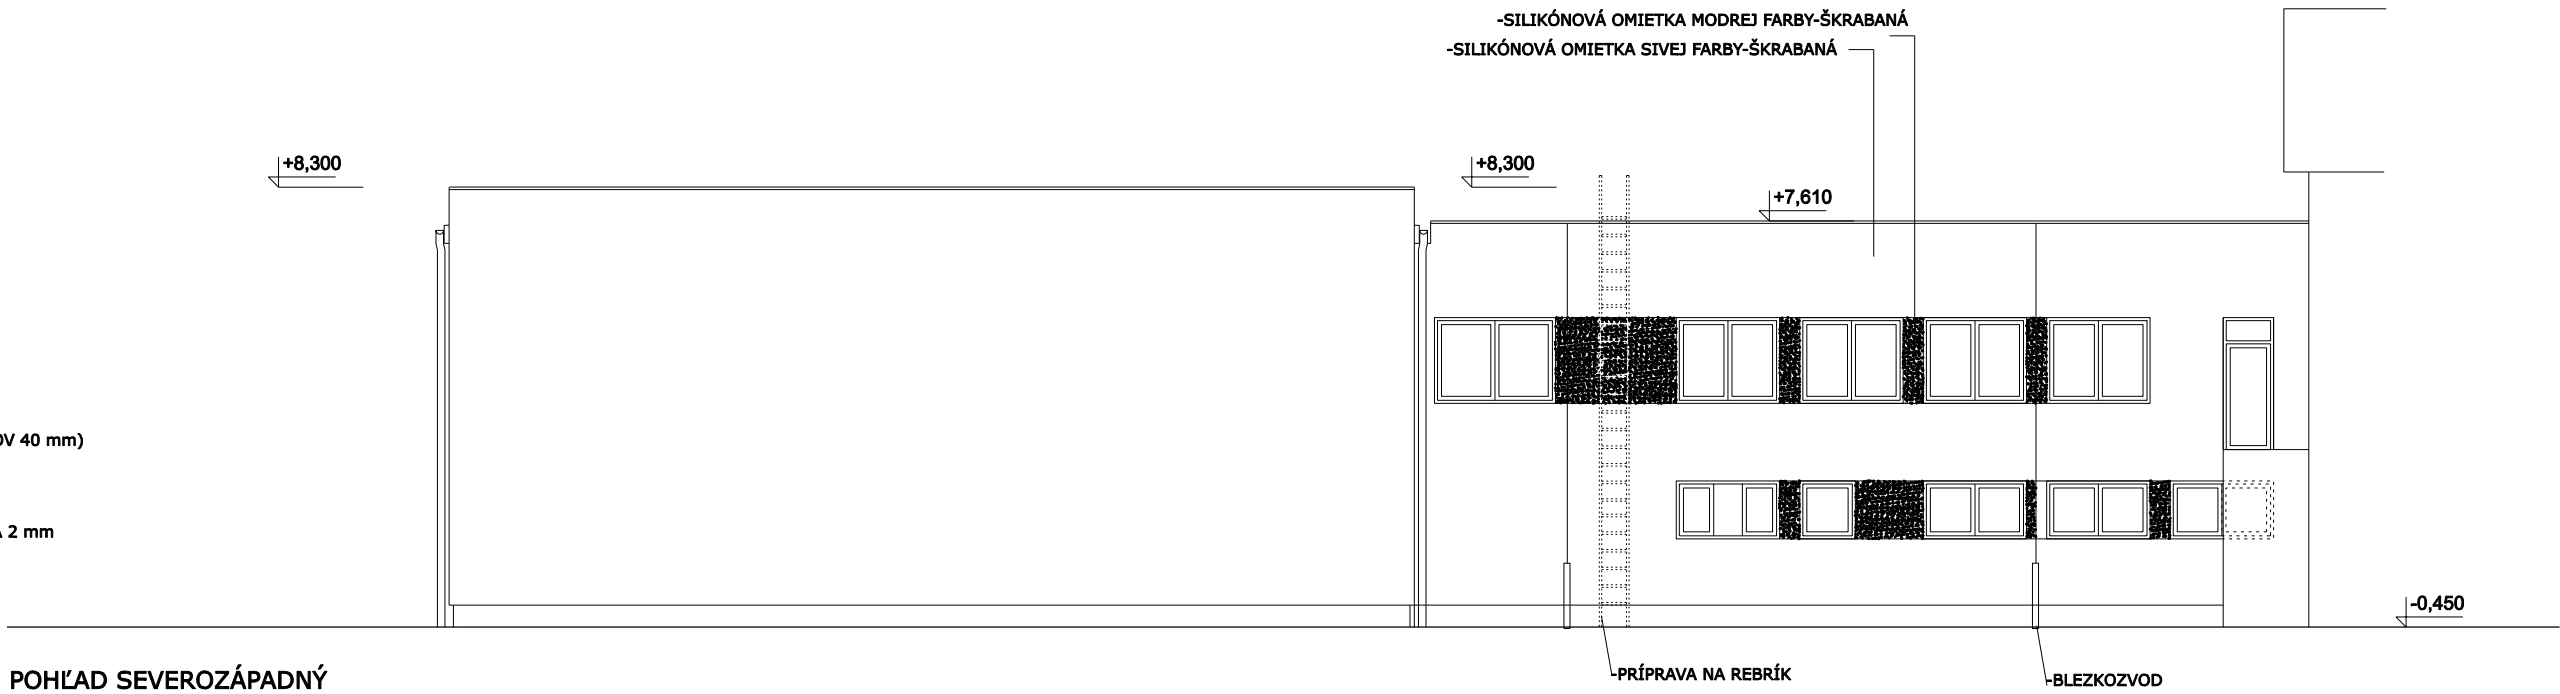 -SILIKÓNOVÁ OMIETKA MODREJ FARBY-ŠKRABANÁ
-SILIKÓNOVÁ OMIETKA SIVEJ FARBY-ŠKRABANÁ
+8,300
+8,300
+7,610
OV 40 mm)
A 2 mm
-0,450
-PRÍPRAVA NA REBRÍK
-BLEZKOZVOD
POHĽAD SEVEROZÁPADNÝ